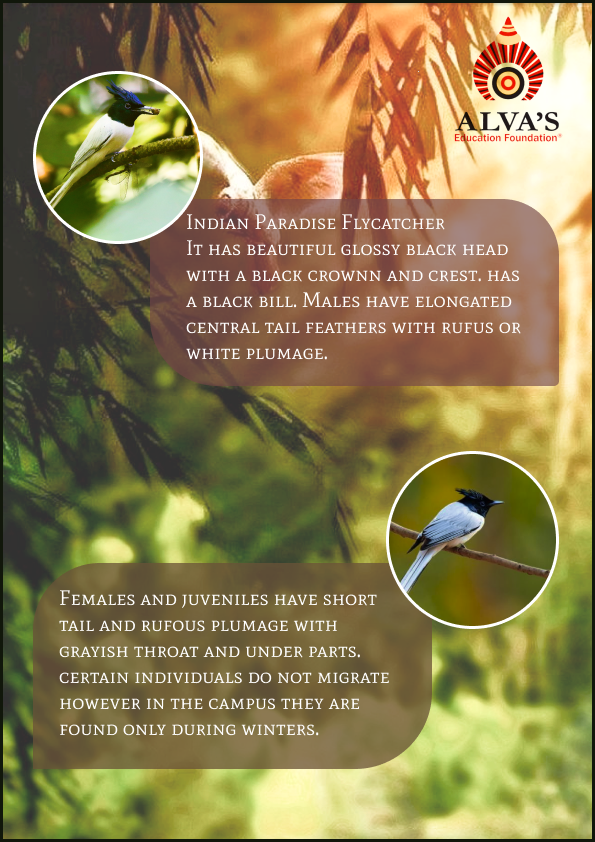 ALVA'S
Education Foundation®
Indian Paradise Flycatcher
It has beautiful glossy black head
with a black crownn and crest. has
a black bill. Males have elongated
central tail feathers with rufus or
white plumage.
Females and juveniles have short
tail and rufous plumage with
grayish throat and under parts.
certain individuals do not migrate
however in the campus they are
found only during winters.